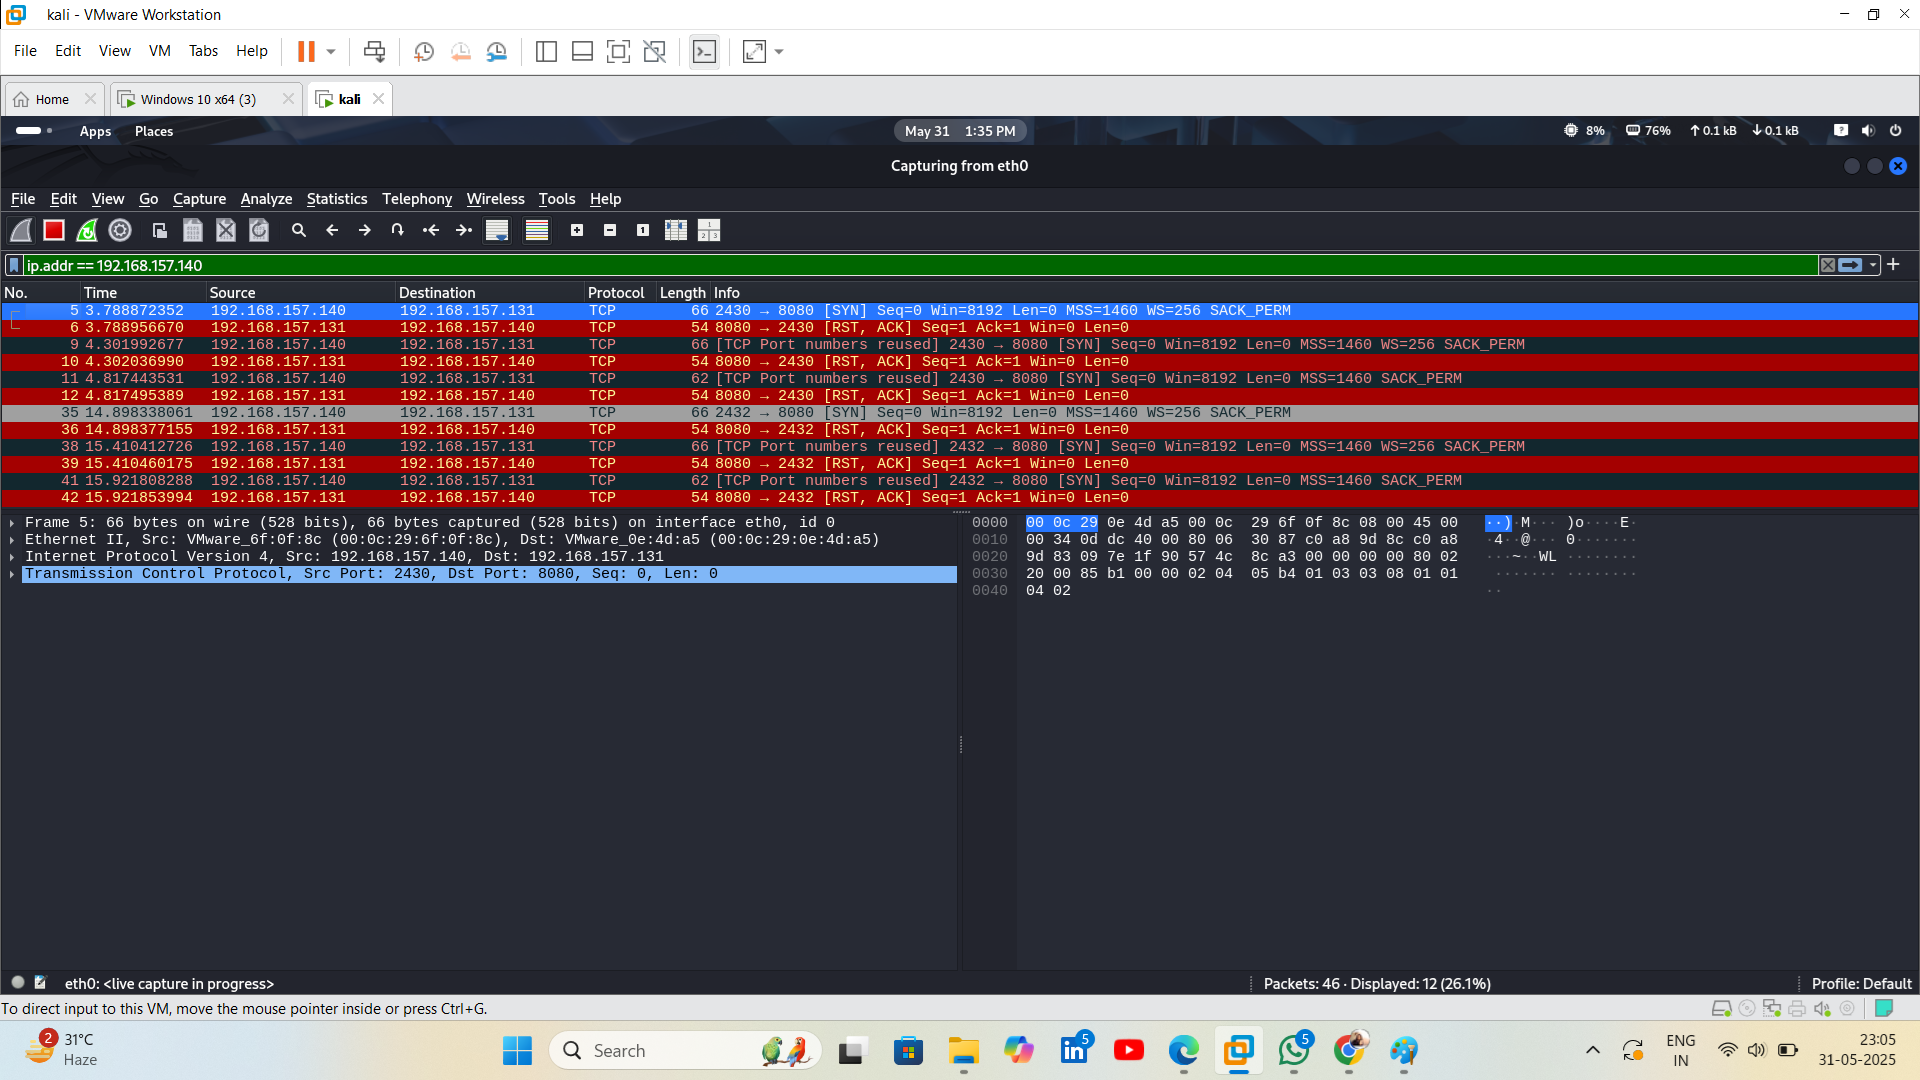 kali - VMware Workstation
File Edit View VM Tabs Help
Home Windows 10 x64 (3) kali
Apps Places May 31 1:35 PM 8% 76% 0.1 kB 0.1 kB
Capturing from eth0
File Edit View Go Capture Analyze Statistics Telephony Wireless Tools Help
ip.addr == 192.168.157.140
No. Time Source Destination Protocol Length Info
5 3.788872352 192.168.157.140 192.168.157.131 TCP 66 2430 → 8080 [SYN] Seq=0 Win=8192 Len=0 MSS=1460 WS=256 SACK_PERM
6 3.788956670 192.168.157.131 192.168.157.140 TCP 54 8080 → 2430 [RST, ACK] Seq=1 Ack=1 Win=0 Len=0
9 4.301992677 192.168.157.140 192.168.157.131 TCP 66 [TCP Port numbers reused] 2430 → 8080 [SYN] Seq=0 Win=8192 Len=0 MSS=1460 WS=256 SACK_PERM
10 4.302036990 192.168.157.131 192.168.157.140 TCP 54 8080 → 2430 [RST, ACK] Seq=1 Ack=1 Win=0 Len=0
11 4.817443531 192.168.157.140 192.168.157.131 TCP 62 [TCP Port numbers reused] 2430 → 8080 [SYN] Seq=0 Win=8192 Len=0 MSS=1460 SACK_PERM
12 4.817495389 192.168.157.131 192.168.157.140 TCP 54 8080 → 2430 [RST, ACK] Seq=1 Ack=1 Win=0 Len=0
35 14.898338061 192.168.157.140 192.168.157.131 TCP 66 2432 → 8080 [SYN] Seq=0 Win=8192 Len=0 MSS=1460 WS=256 SACK_PERM
36 14.898377155 192.168.157.131 192.168.157.140 TCP 54 8080 → 2432 [RST, ACK] Seq=1 Ack=1 Win=0 Len=0
38 15.410412726 192.168.157.140 192.168.157.131 TCP 66 [TCP Port numbers reused] 2432 → 8080 [SYN] Seq=0 Win=8192 Len=0 MSS=1460 WS=256 SACK_PERM
39 15.410460175 192.168.157.131 192.168.157.140 TCP 54 8080 → 2432 [RST, ACK] Seq=1 Ack=1 Win=0 Len=0
41 15.921808288 192.168.157.140 192.168.157.131 TCP 62 [TCP Port numbers reused] 2432 → 8080 [SYN] Seq=0 Win=8192 Len=0 MSS=1460 SACK_PERM
42 15.921853994 192.168.157.131 192.168.157.140 TCP 54 8080 → 2432 [RST, ACK] Seq=1 Ack=1 Win=0 Len=0
Frame 5: 66 bytes on wire (528 bits), 66 bytes captured (528 bits) on interface eth0, id 0
Ethernet II, Src: VMware_6f:0f:8c (00:0c:29:6f:0f:8c), Dst: VMware_0e:4d:a5 (00:0c:29:0e:4d:a5)
Internet Protocol Version 4, Src: 192.168.157.140, Dst: 192.168.157.131
Transmission Control Protocol, Src Port: 2430, Dst Port: 8080, Seq: 0, Len: 0
0000 00 0c 29 0e 4d a5 00 0c 29 6f 0f 8c 08 00 45 00 ··)·M··· )o····E·
0010 00 34 0d dc 40 00 80 06 30 87 c0 a8 9d 8c c0 a8 ·4··@··· 0·······
0020 9d 83 09 7e 1f 90 57 4c 8c a3 00 00 00 00 80 02 ···~··WL ········
0030 20 00 85 b1 00 00 02 04 05 b4 01 03 03 08 01 01 ······· ········
0040 04 02 ··
eth0: <live capture in progress> Packets: 46 · Displayed: 12 (26.1%) Profile: Default
To direct input to this VM, move the mouse pointer inside or press Ctrl+G.
2 31°C
Haze
Search
5
5
ENG
IN
23:05
31-05-2025